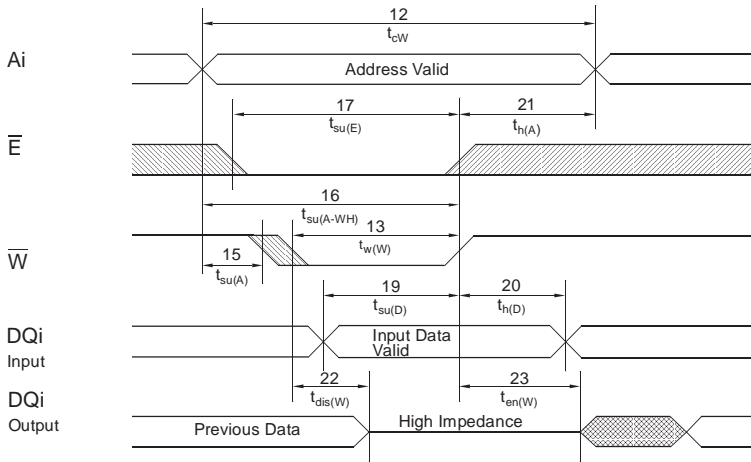 12
tcW
Ai
Address Valid
17
21
tsu(E)
th(A)
E
16
tsu(A-WH)
13
W
15
tw(W)
tsu(A)
19
20
tsu(D)
th(D)
DQi
Input
Input Data
Valid
22
23
tdis(W)
ten(W)
DQi
Output
High Impedance
Previous Data